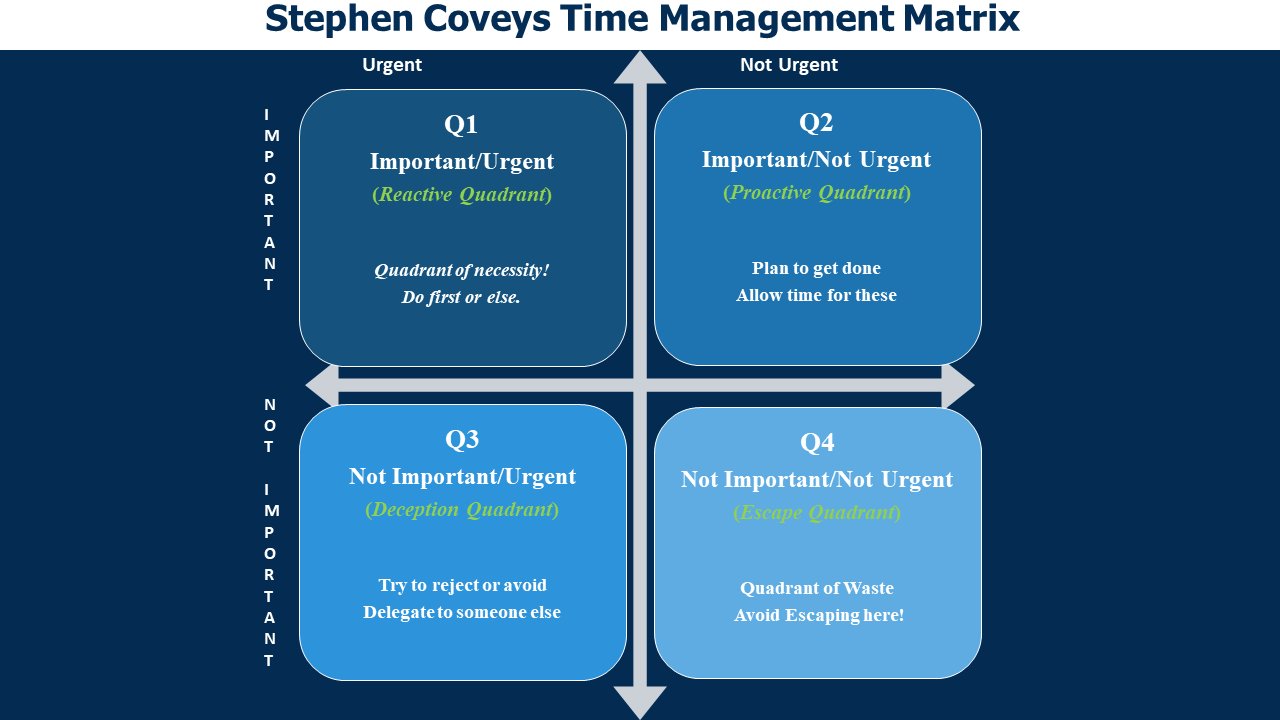 Stephen Coveys Time Management Matrix
Urgent
Not Urgent
IMPORTANT
Q1
Important/Urgent
(Reactive Quadrant)
Quadrant of necessity!
Do first or else.
Q2
Important/Not Urgent
(Proactive Quadrant)
Plan to get done
Allow time for these
NOT IMPORTANT
Q3
Not Important/Urgent
(Deception Quadrant)
Try to reject or avoid
Delegate to someone else
Q4
Not Important/Not Urgent
(Escape Quadrant)
Quadrant of Waste
Avoid Escaping here!